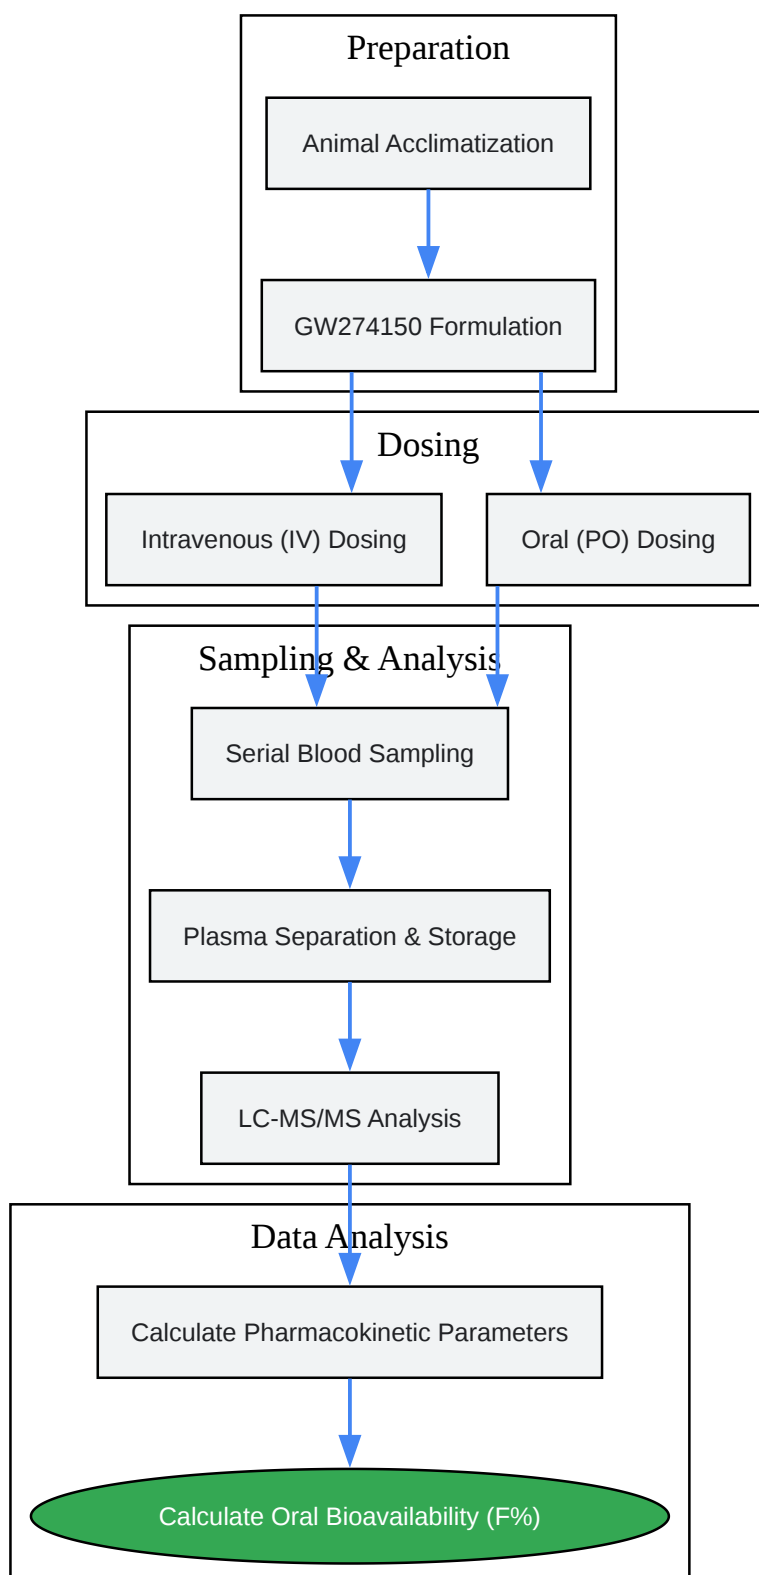 Preparation
Animal Acclimatization
GW274150 Formulation
Dosing
Intravenous (IV) Dosing
Oral (PO) Dosing
Sampling & Analysis
Serial Blood Sampling
Plasma Separation & Storage
LC-MS/MS Analysis
Data Analysis
Calculate Pharmacokinetic Parameters
Calculate Oral Bioavailability (F%)